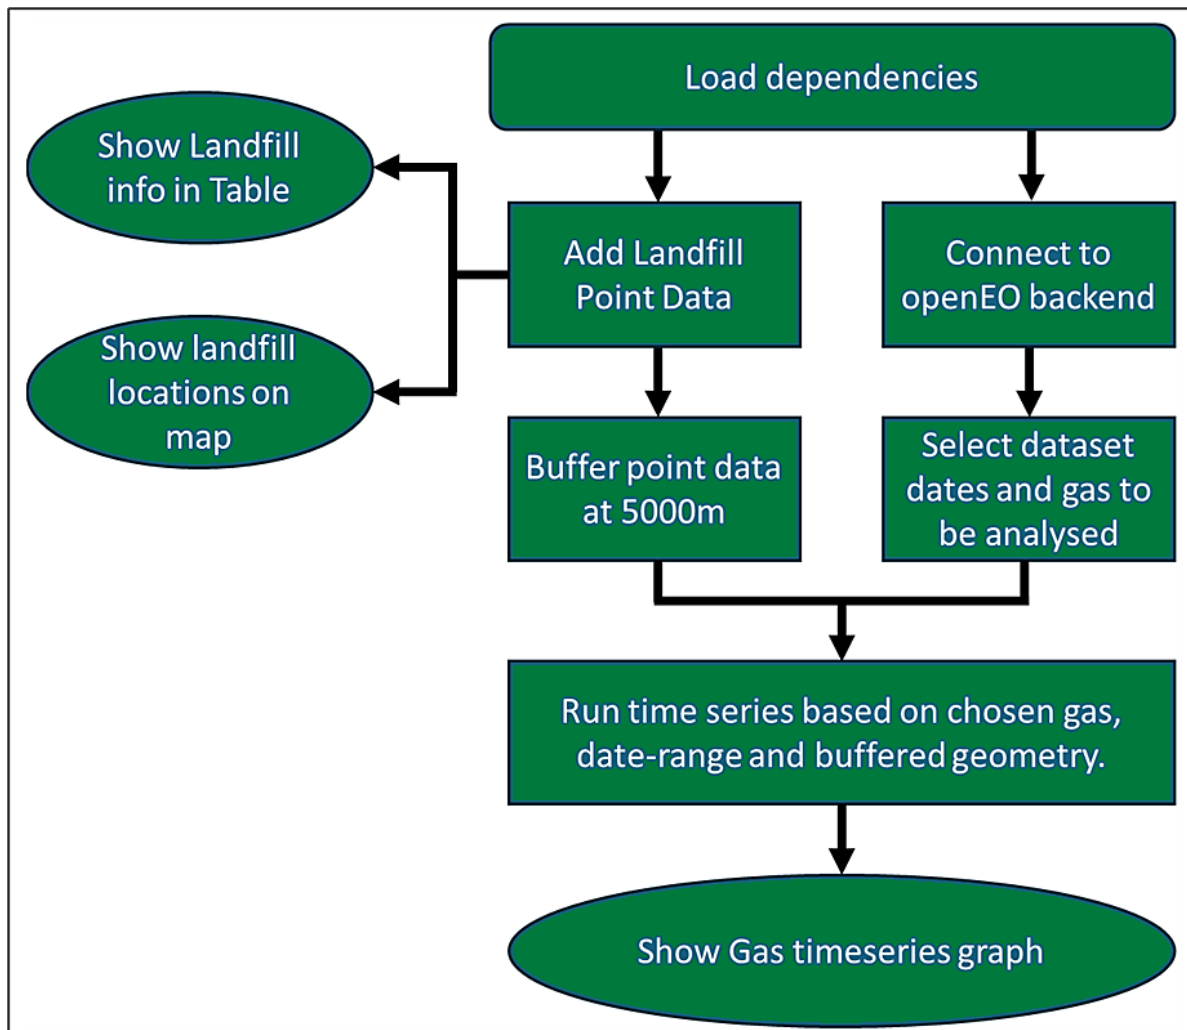 Load dependencies
Show Landfill
info in Table
Add Landfill
Point Data
Connect to
openEO backend
Show landfill
locations on
map
Buffer point data
at 5000m
Select dataset
dates and gas to
be analysed
Run time series based on chosen gas,
date-range and buffered geometry.
Show Gas timeseries graph